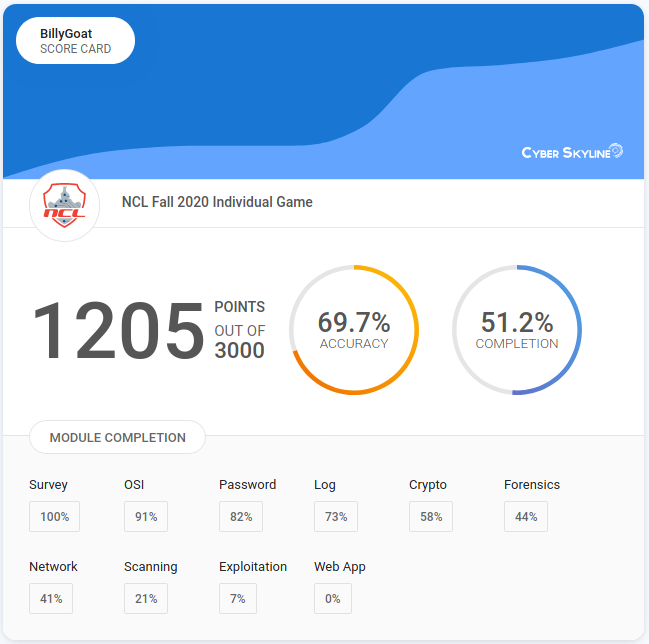 BillyGoat
SCORE CARD
CYBER SKYLINE
NCL
NCL Fall 2020 Individual Game
1205
POINTS
OUT OF
3000
69.7%
ACCURACY
51.2%
COMPLETION
MODULE COMPLETION
Survey OSI Password Log Crypto Forensics
100% 91% 82% 73% 58% 44%
Network Scanning Exploitation Web App
41% 21% 7% 0%